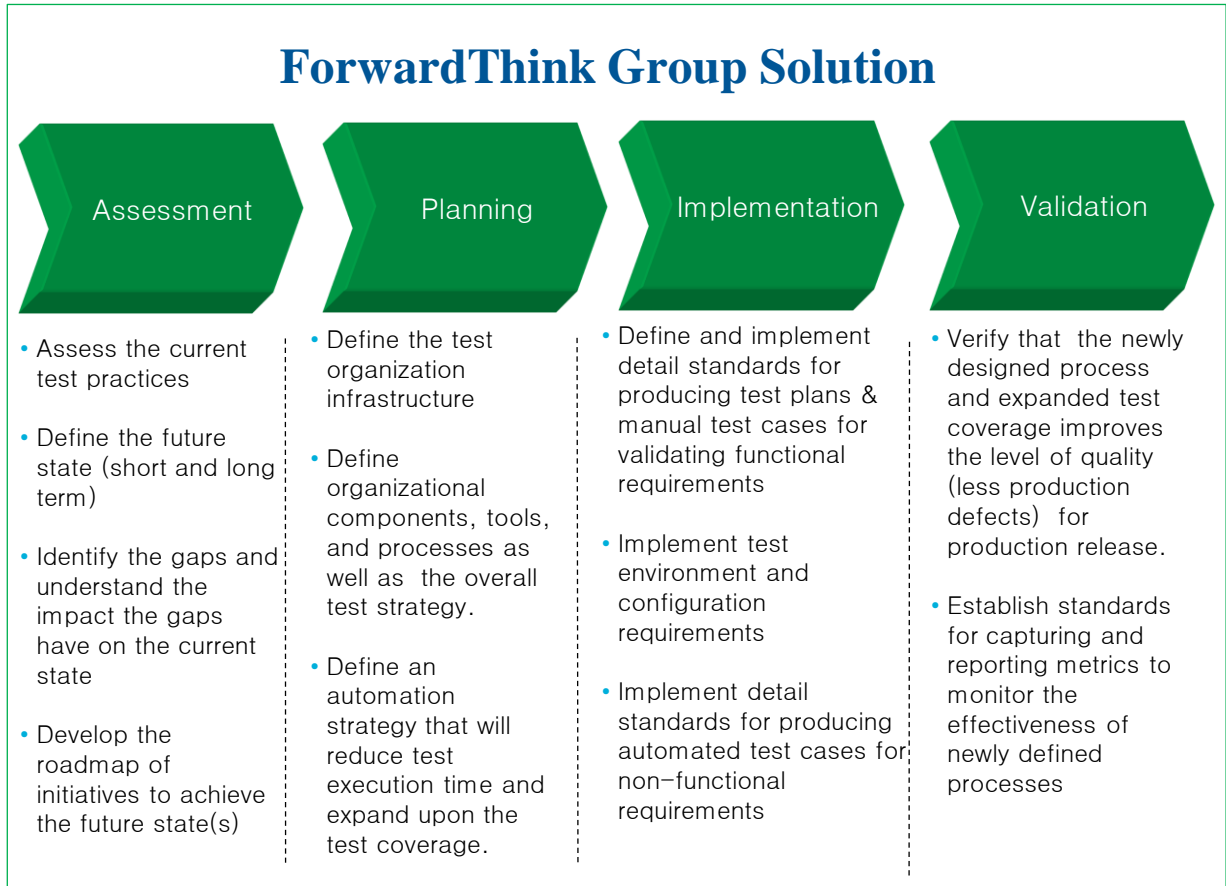 ForwardThink Group Solution
Assessment
Planning
Implementation
Validation
• Assess the current
test practices
• Define the future
state (short and long
term)
• Identify the gaps and
understand the
impact the gaps
have on the current
state
• Develop the
roadmap of
initiatives to achieve
the future state(s)
• Define the test
organization
infrastructure
• Define
organizational
components, tools,
and processes as
well as the overall
test strategy.
• Define an
automation
strategy that will
reduce test
execution time and
expand upon the
test coverage.
• Define and implement
detail standards for
producing test plans &
manual test cases for
validating functional
requirements
• Implement test
environment and
configuration
requirements
• Implement detail
standards for producing
automated test cases for
non-functional
requirements
• Verify that the newly
designed process
and expanded test
coverage improves
the level of quality
(less production
defects) for
production release.
• Establish standards
for capturing and
reporting metrics to
monitor the
effectiveness of
newly defined
processes